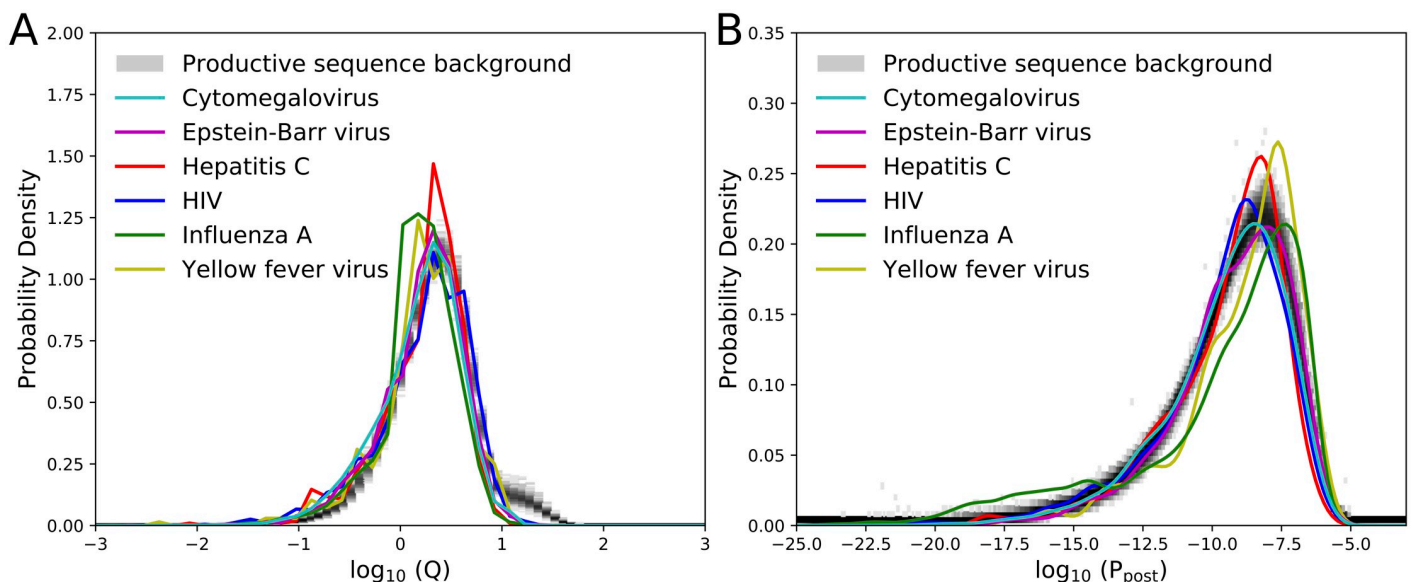 A
2.00
1.75
1.50
1.25
1.00
0.75
0.50
0.25
0.00
Probability Density
Productive sequence background
Cytomegalovirus
Epstein-Barr virus
Hepatitis C
HIV
Influenza A
Yellow fever virus
−3
−2
−1
0
1
2
3
log10 (Q)
B
0.35
0.30
0.25
0.20
0.15
0.10
0.05
0.00
Probability Density
Productive sequence background
Cytomegalovirus
Epstein-Barr virus
Hepatitis C
HIV
Influenza A
Yellow fever virus
−25.0
−22.5
−20.0
−17.5
−15.0
−12.5
−10.0
−7.5
−5.0
log10 (Ppost)